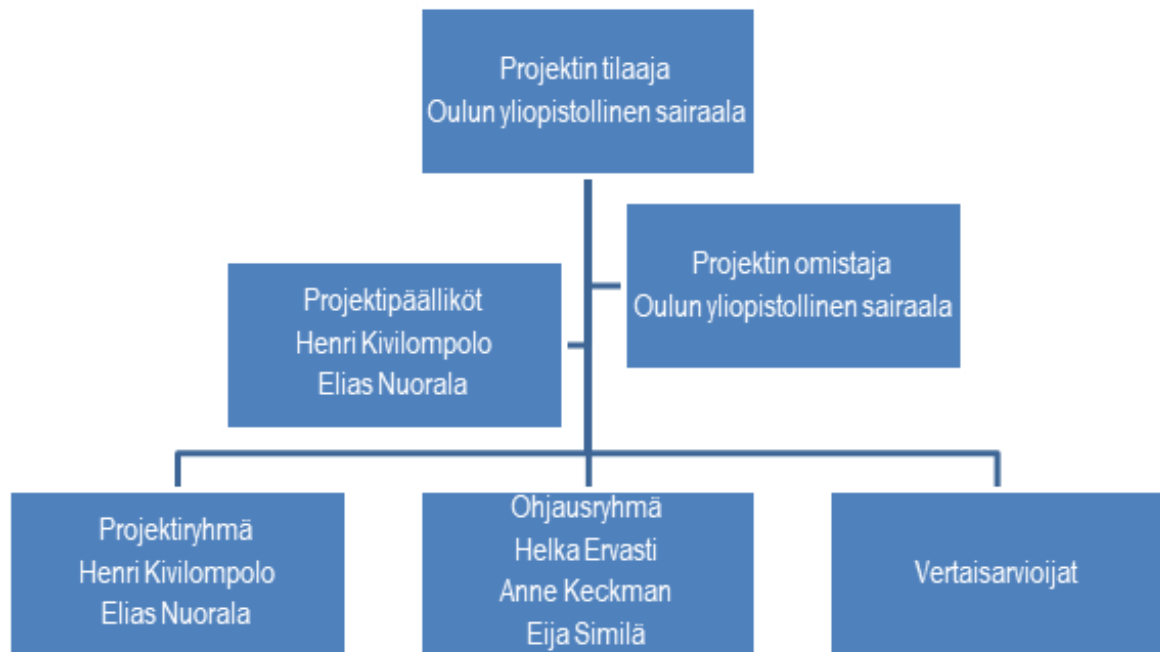 Projektin tilaaja
Oulun yliopistollinen sairaala
Projektin omistaja
Oulun yliopistollinen sairaala
Projektipäälliköt
Henri Kivilompolo
Elias Nuorala
Projektiryhmä
Henri Kivilompolo
Elias Nuorala
Ohjausryhmä
Helka Ervasti
Anne Keckman
Eija Similä
Vertaisarvioijat